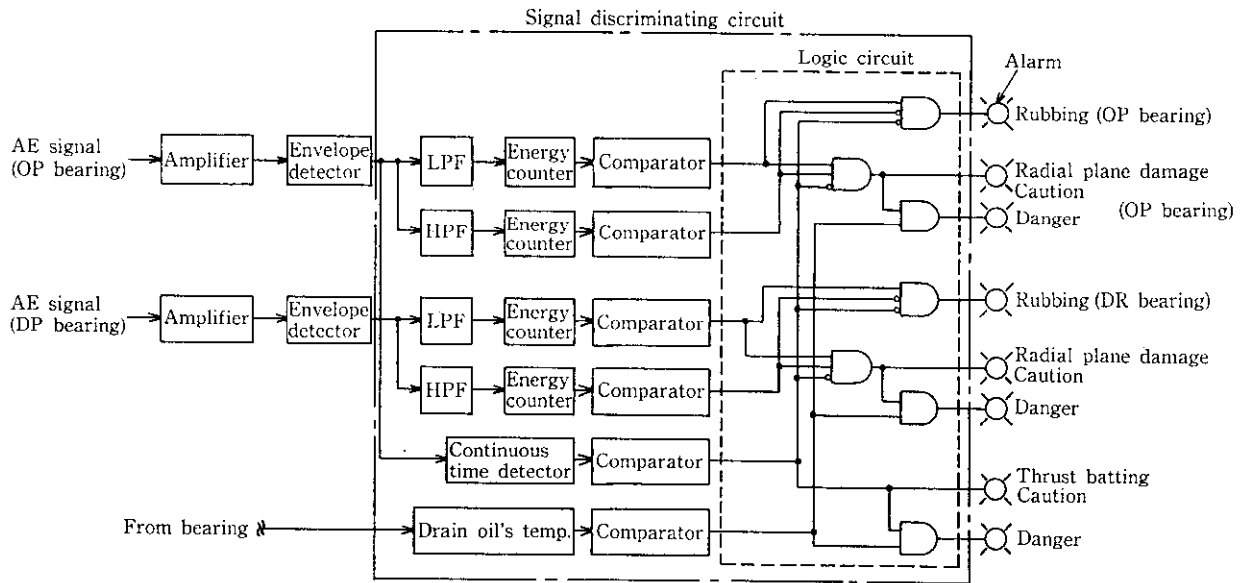 Signal discriminating circuit
Logic circuit
Alarm
Rubbing (OP bearing)
AE signal
(OP bearing)
Amplifier
Envelope
detector
LPF
Energy
counter
Comparator
Radial plane damage
Caution
(OP bearing)
HPF
Energy
counter
Comparator
Danger
AE signal
(DP bearing)
Amplifier
Envelope
detector
LPF
Energy
counter
Comparator
Rubbing (DR bearing)
HPF
Energy
counter
Comparator
Radial plane damage
Caution
Danger
Continuous
time detector
Comparator
Thrust batting
Caution
From bearing
Drain oil's temp.
Comparator
Danger